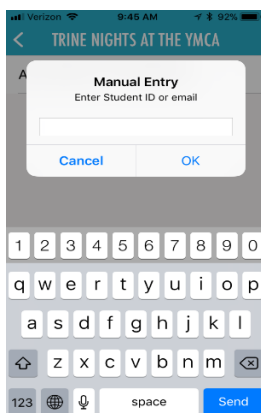 Verizon 9:45 AM 92%
TRINE NIGHTS AT THE YMCA
A
Manual Entry
Enter Student ID or email
Cancel OK
1 2 3 4 5 6 7 8 9 0
q w e r t y u i o p
a s d f g h j k l
z x c v b n m
123 space Send